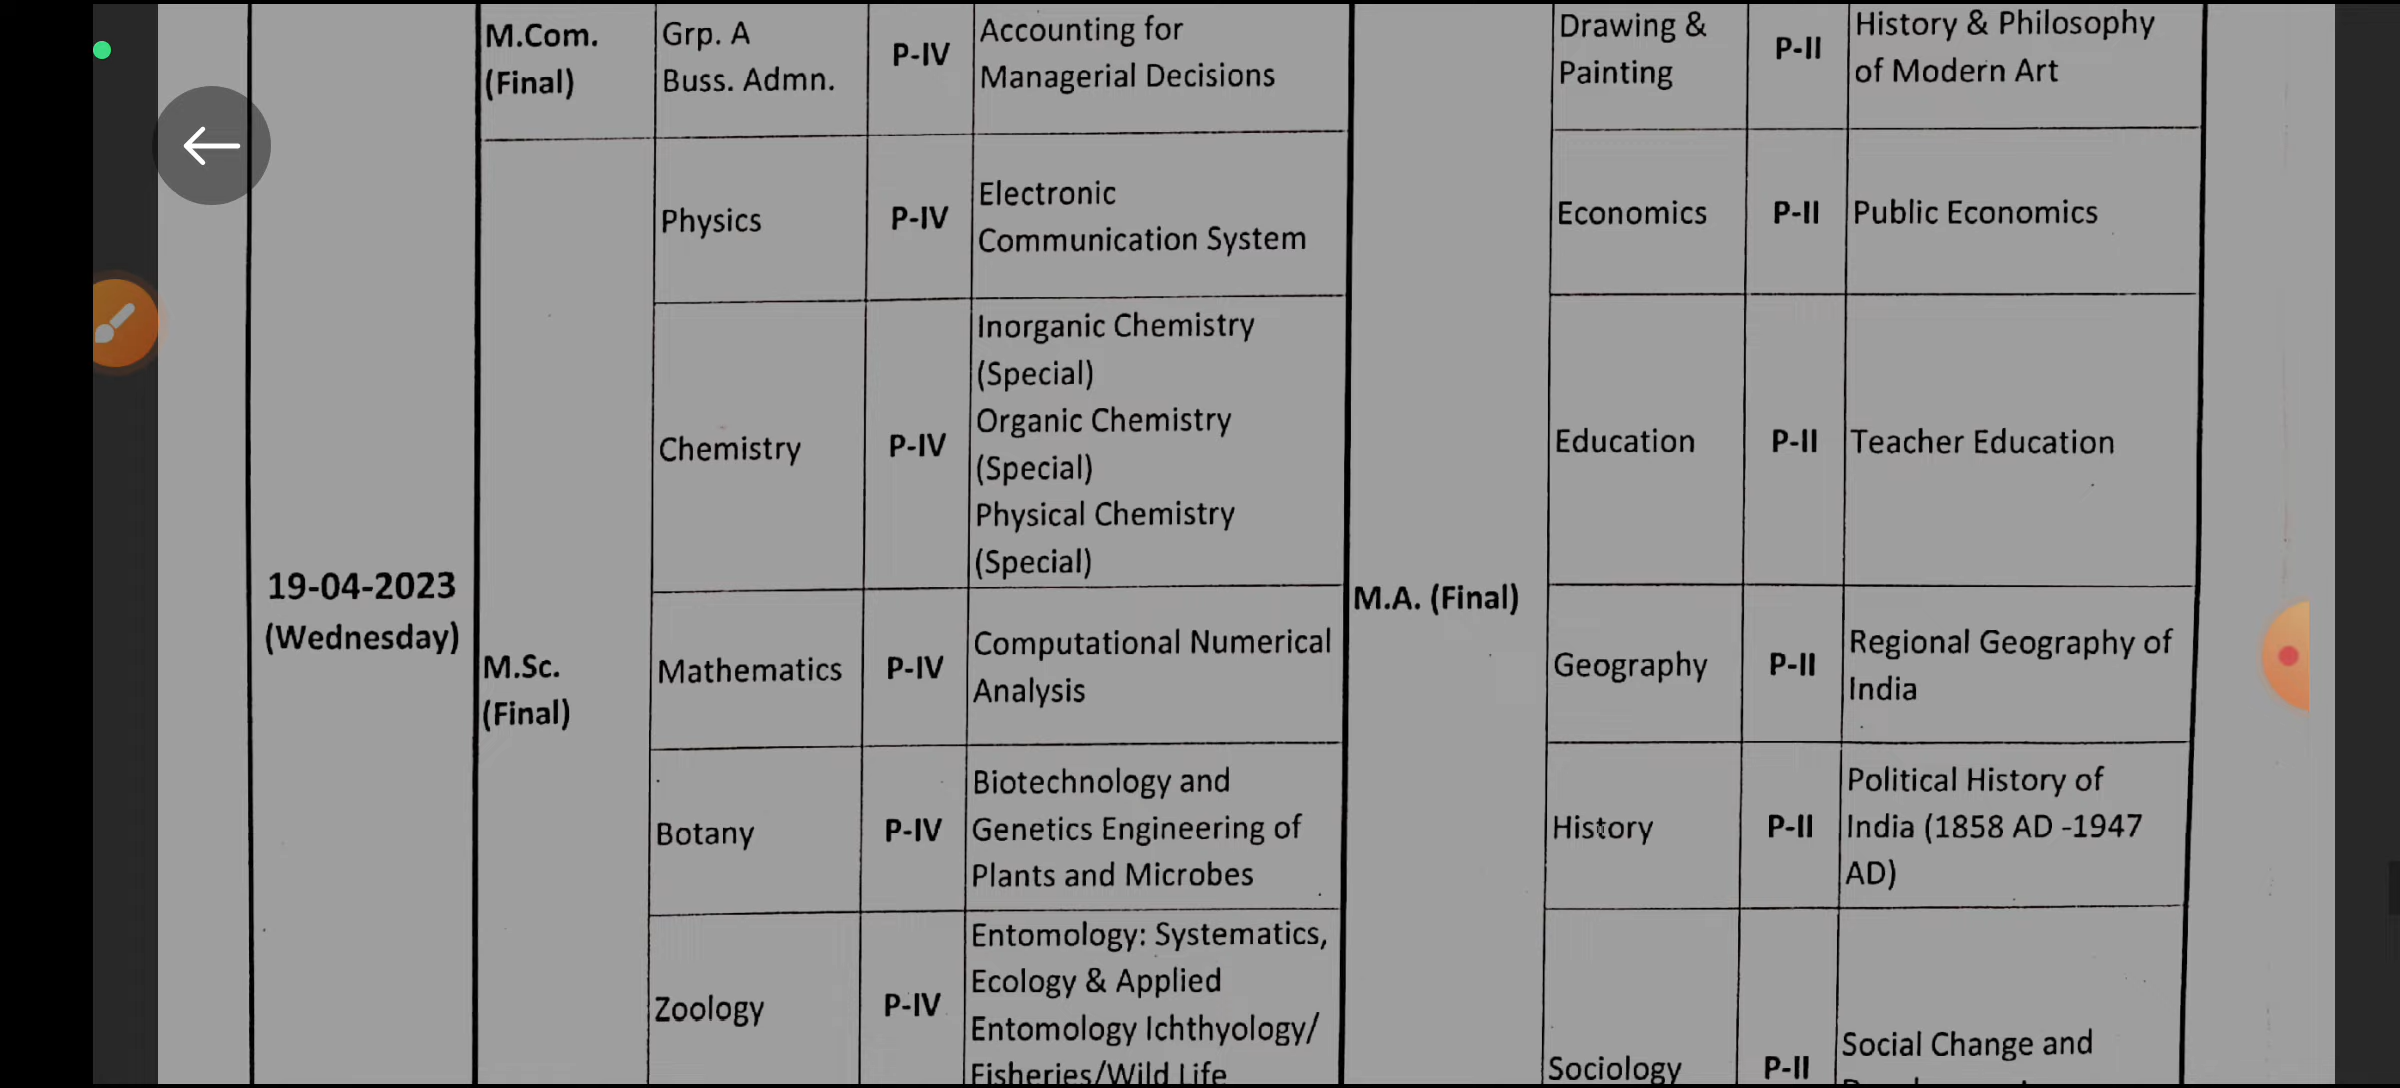 19-04-2023
(Wednesday)
M.Com.
(Final)
Grp. A
Buss. Admn.
P-IV
Accounting for
Managerial Decisions
M.Sc.
(Final)
Physics
P-IV
Electronic
Communication System
Chemistry
P-IV
Inorganic Chemistry
(Special)
Organic Chemistry
(Special)
Physical Chemistry
(Special)
Mathematics
P-IV
Computational Numerical
Analysis
Botany
P-IV
Biotechnology and
Genetics Engineering of
Plants and Microbes
Zoology
P-IV
Entomology: Systematics,
Ecology & Applied
Entomology Ichthyology/
Fisheries/Wild Life
M.A. (Final)
Drawing &
Painting
P-II
History & Philosophy
of Modern Art
Economics
P-II
Public Economics
Education
P-II
Teacher Education
Geography
P-II
Regional Geography of
India
History
P-II
Political History of
India (1858 AD -1947
AD)
Sociology
P-II
Social Change and